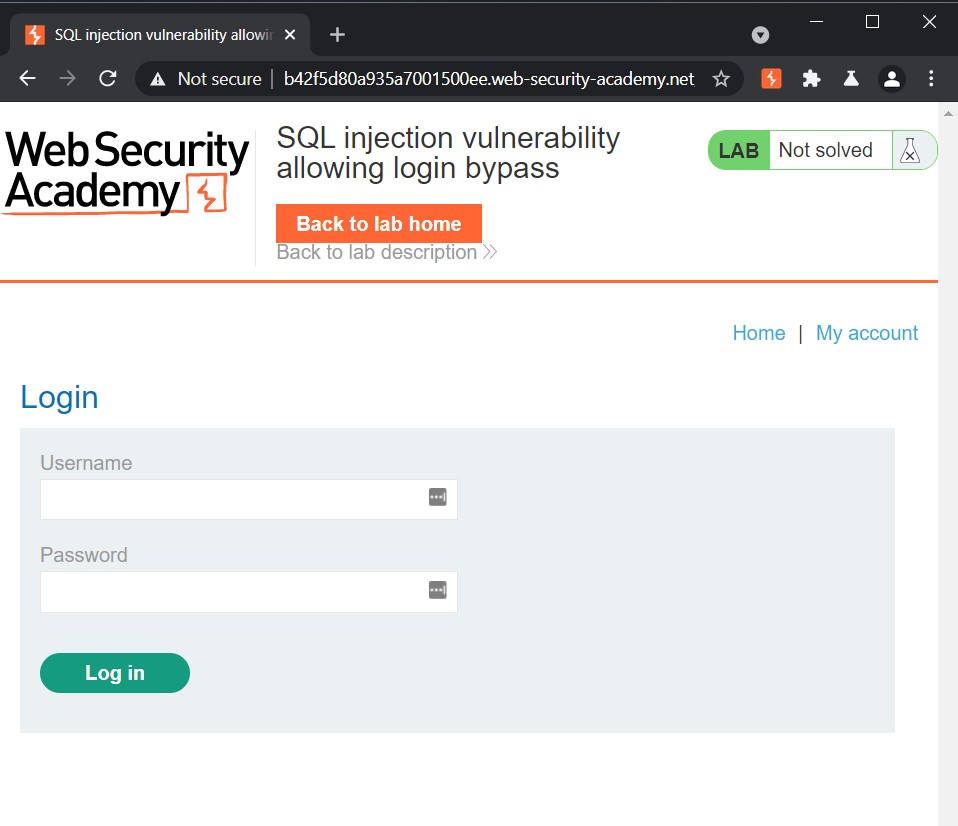 SQL injection vulnerability allowin
Not secure
b42f5d80a935a7001500ee.web-security-academy.net
Web Security
Academy
SQL injection vulnerability
allowing login bypass
LAB
Not solved
Back to lab home
Back to lab description
Home | My account
Login
Username
Password
Log in